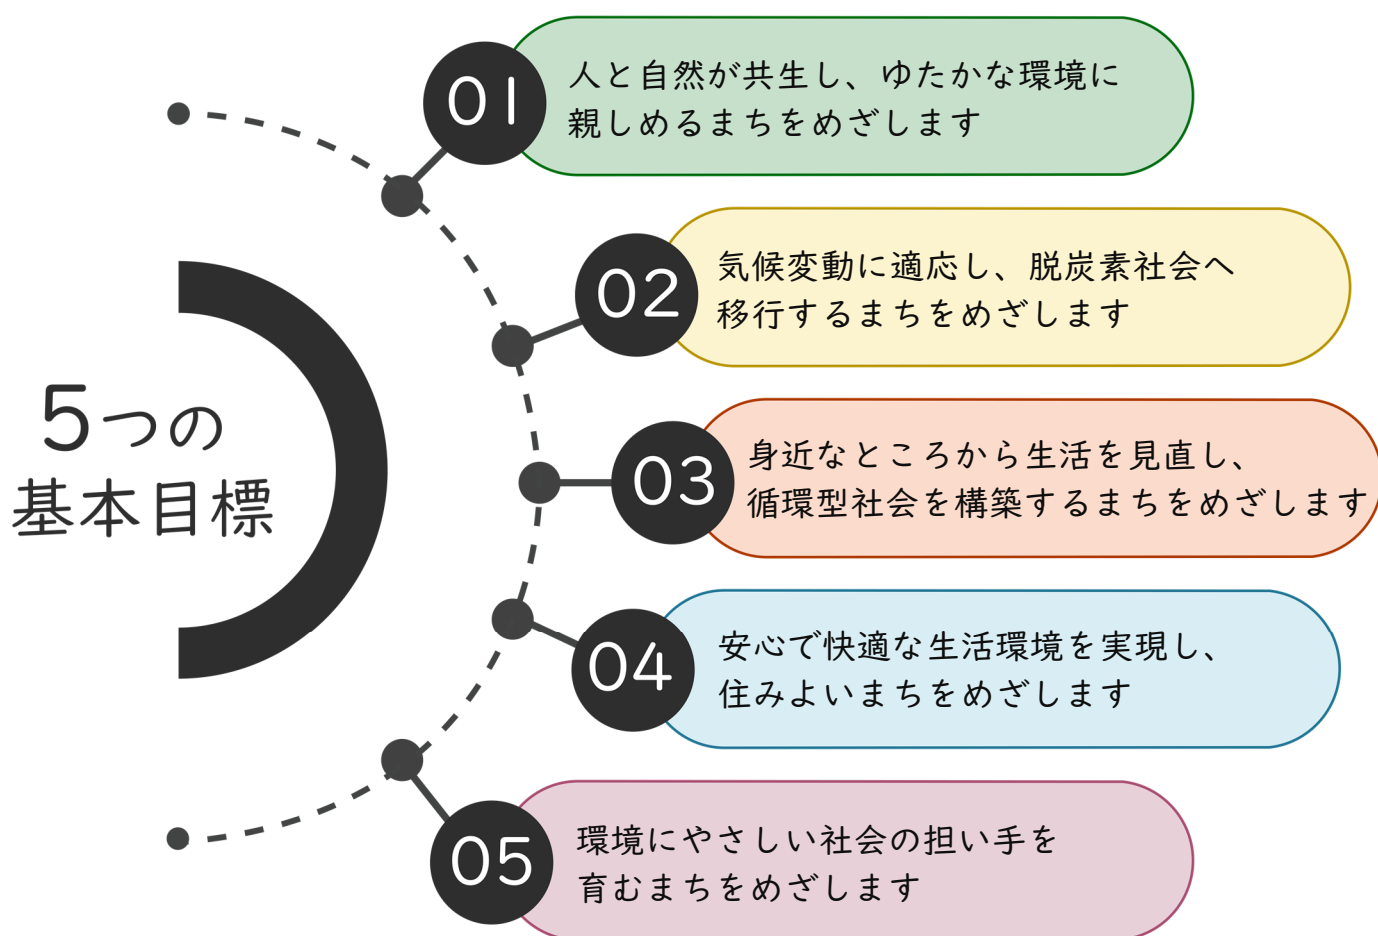 5つの
基本目標
01
人と自然が共生し、ゆたかな環境に
親しめるまちをめざします
02
気候変動に適応し、脱炭素社会へ
移行するまちをめざします
03
身近なところから生活を見直し、
循環型社会を構築するまちをめざします
04
安心で快適な生活環境を実現し、
住みよいまちをめざします
05
環境にやさしい社会の担い手を
育むまちをめざします